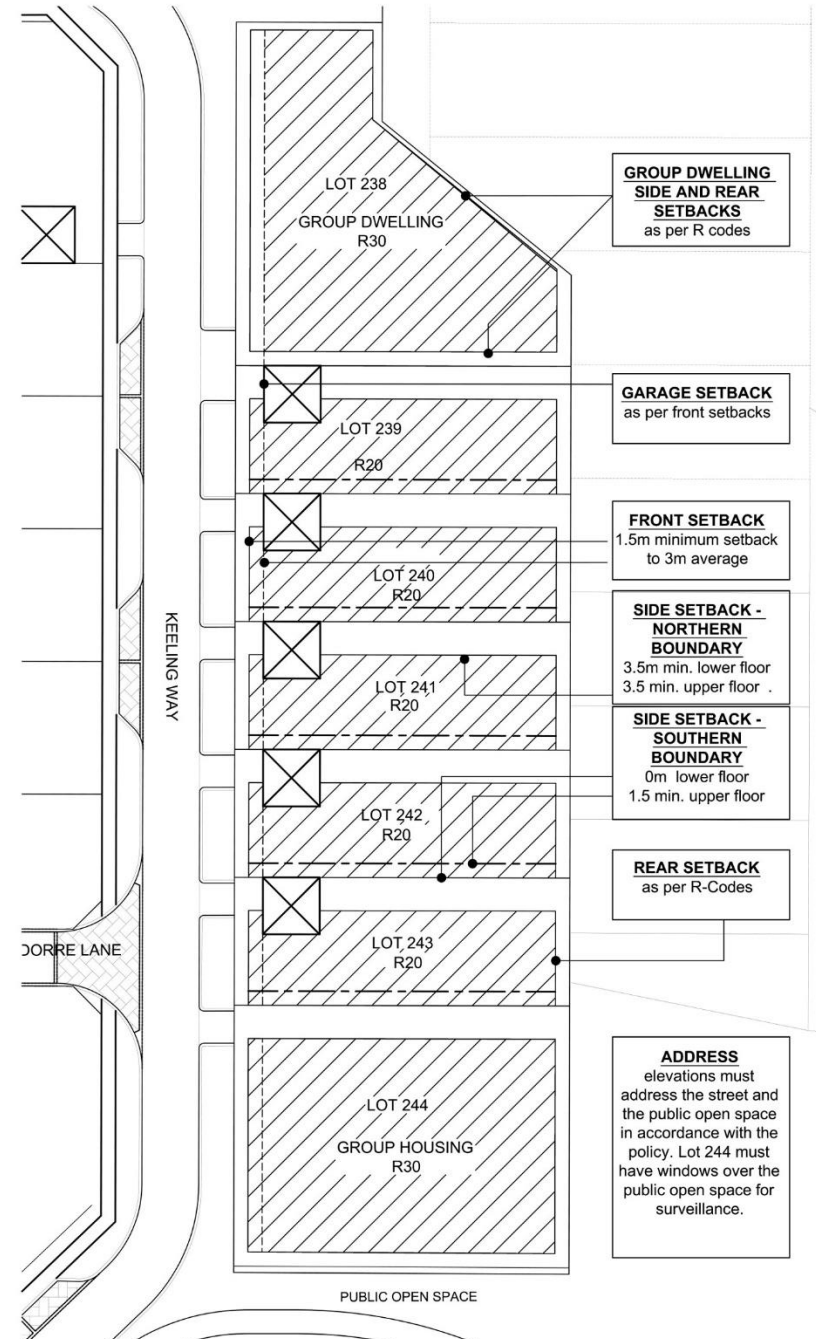 LOT 238
GROUP DWELLING
R30
LOT 239
R20
LOT 240
R20
LOT 241
R20
LOT 242
R20
LOT 243
R20
LOT 244
GROUP HOUSING
R30
KEELING WAY
DORRE LANE
PUBLIC OPEN SPACE
GROUP DWELLING
SIDE AND REAR
SETBACKS
as per R codes
GARAGE SETBACK
as per front setbacks
FRONT SETBACK
1.5m minimum setback
to 3m average
SIDE SETBACK -
NORTHERN
BOUNDARY
3.5m min. lower floor
3.5 min. upper floor .
SIDE SETBACK -
SOUTHERN
BOUNDARY
0m lower floor
1.5 min. upper floor
REAR SETBACK
as per R-Codes
ADDRESS
elevations must
address the street and
the public open space
in accordance with the
policy. Lot 244 must
have windows over the
public open space for
surveillance.